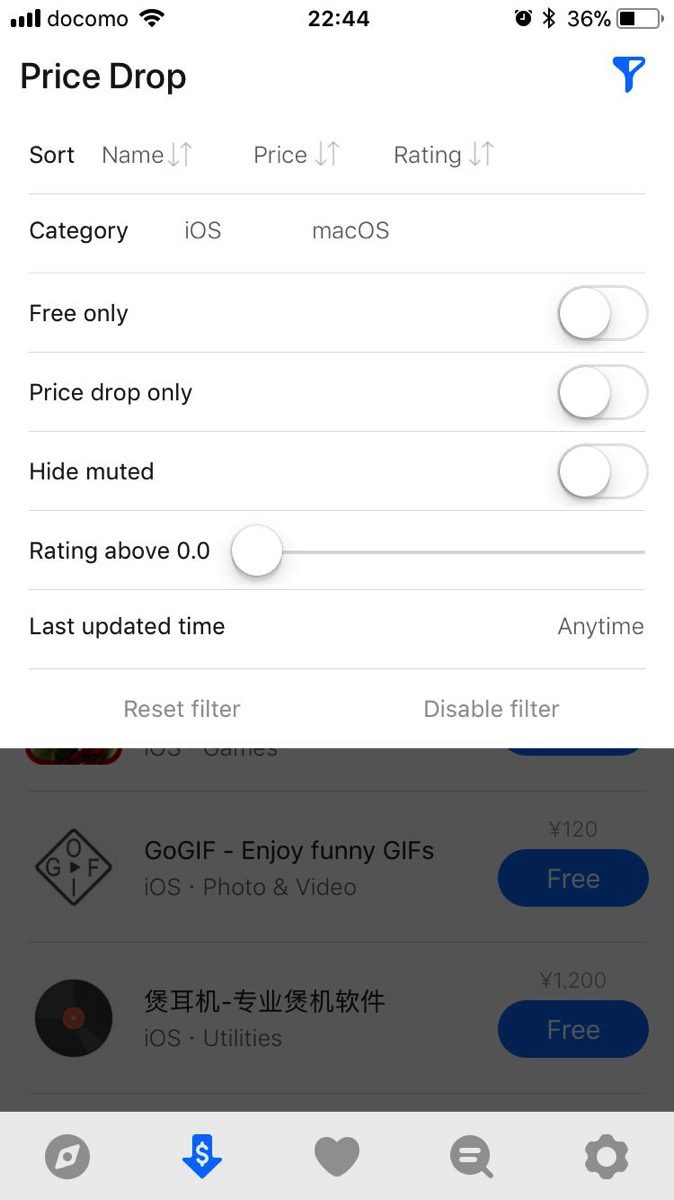 docomo 22:44 36%
Price Drop
Sort Name Price Rating
Category iOS macOS
Free only
Price drop only
Hide muted
Rating above 0.0
Last updated time Anytime
Reset filter Disable filter
iOS · Games
¥120
GoGIF - Enjoy funny GIFs
Free
iOS · Photo & Video
G O F I
¥1,200
煲耳机-专业煲机软件
Free
iOS · Utilities
$